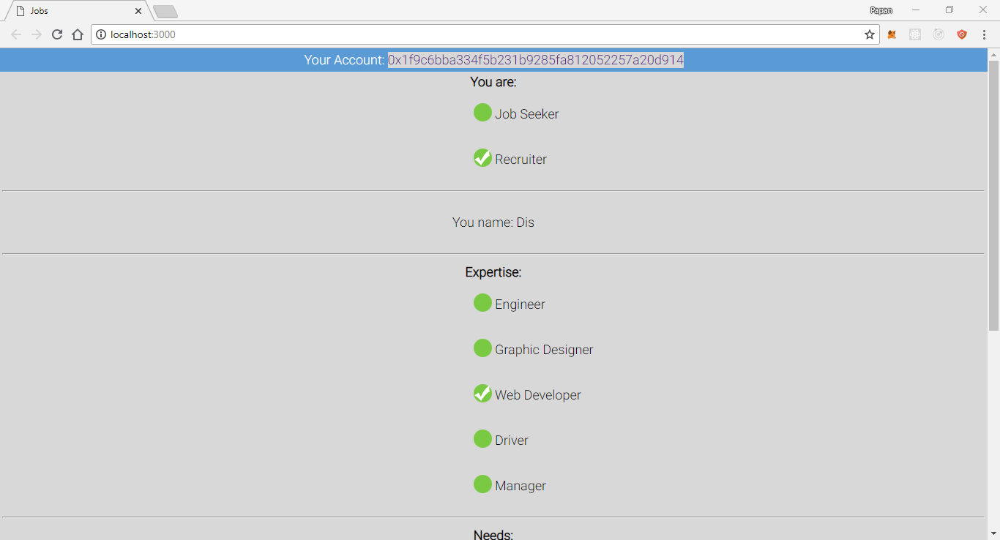 Jobs
Papan
localhost:3000
Your Account: 0x1f9c6bba334f5b231b9285fa812052257a20d914
You are:
Job Seeker
Recruiter
You name: Dis
Expertise:
Engineer
Graphic Designer
Web Developer
Driver
Manager
Needs: